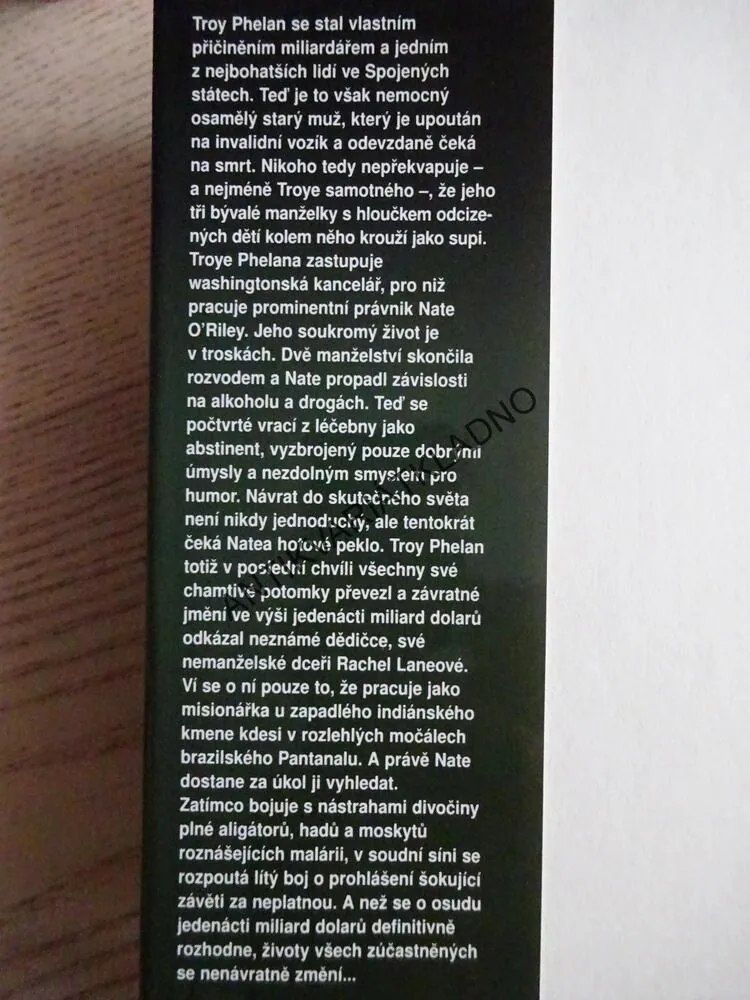 Troy Phelan se stal vlastním
přičiněním miliardářem a jedním
z nejbohatších lidí ve Spojených
státech. Teď je to však nemocný
osamělý starý muž, který je upoután
na invalidní vozík a odevzdaně čeká
na smrt. Nikoho tedy nepřekvapuje –
a nejméně Troye samotného –, že jeho
tři bývalé manželky s hloučkem odcize-
ných dětí kolem něho krouží jako supi.
Troye Phelana zastupuje
washingtonská kancelář, pro niž
pracuje prominentní právník Nate
O'Riley. Jeho soukromý život je
v troskách. Dvě manželství skončila
rozvodem a Nate propadl závislosti
na alkoholu a drogách. Teď se
počtvrté vrací z léčebny jako
abstinent, vyzbrojený pouze dobrými
úmysly a nezdolným smyslem pro
humor. Návrat do skutečného světa
není nikdy jednoduchý, ale tentokrát
čeká Natea hotové peklo. Troy Phelan
totiž v poslední chvíli všechny své
chamtivé potomky převezl a závratné
jmění ve výši jedenácti miliard dolarů
odkázal neznámé dědičce, své
nemanželské dceři Rachel Laneové.
Ví se o ní pouze to, že pracuje jako
misionářka u zapadlého indiánského
kmene kdesi v rozlehlých močálech
brazilského Pantanalu. A právě Nate
dostane za úkol ji vyhledat.
Zatímco bojuje s nástrahami divočiny
plné aligátorů, hadů a moskytů
roznášejících malárii, v soudní síni se
rozpoutá lítý boj o prohlášení šokující
závěti za neplatnou. A než se o osudu
jedenácti miliard dolarů definitivně
rozhodne, životy všech zúčastněných
se nenávratně změní...
ANTIKVARIÁT KLADNO